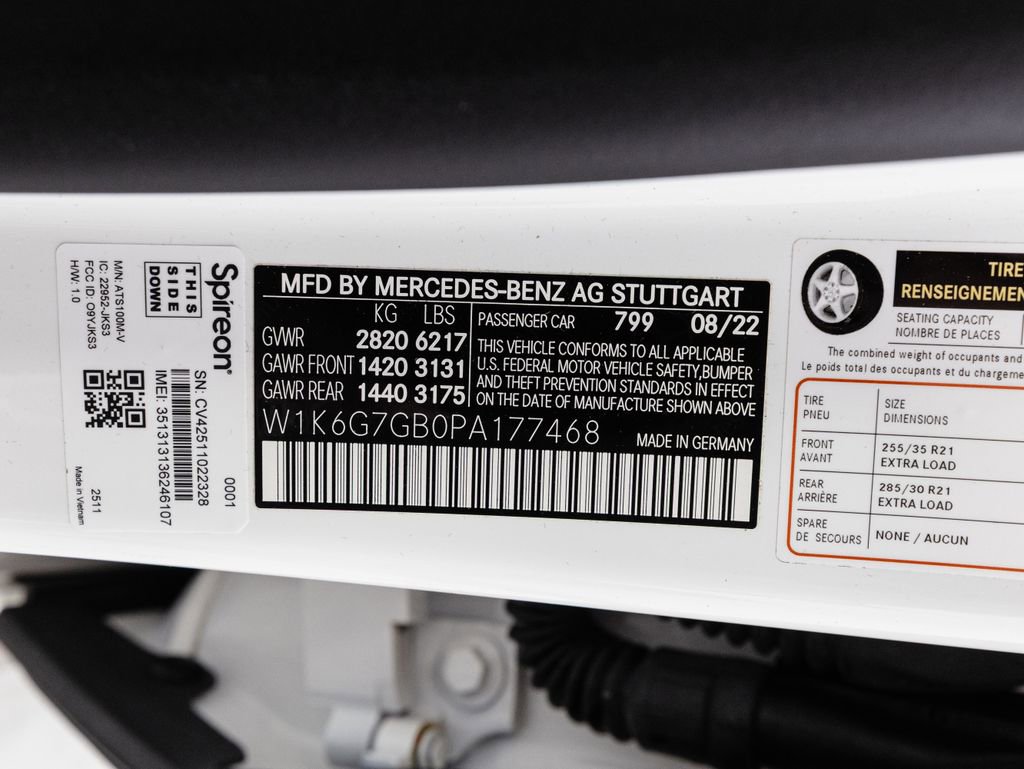 Spireon®
THIS
SIDE
DOWN
M/N: ATS100M-V
IC: 22952-JKS3
FCC ID: O9YJKS3
H/W: 1.0
SN: CV42511022328
IMEI: 351313136246107
0001
2511
Made in Vietnam
MFD BY MERCEDES-BENZ AG STUTTGART
KG LBS
GVWR 2820 6217
GAWR FRONT 1420 3131
GAWR REAR 1440 3175
PASSENGER CAR 799 08/22
THIS VEHICLE CONFORMS TO ALL APPLICABLE
U.S. FEDERAL MOTOR VEHICLE SAFETY,BUMPER
AND THEFT PREVENTION STANDARDS IN EFFECT
ON THE DATE OF MANUFACTURE SHOWN ABOVE
W1K6G7GB0PA177468
MADE IN GERMANY
TIRE
RENSEIGNEMEN
SEATING CAPACITY
NOMBRE DE PLACES
The combined weight of occupants and
Le poids total des occupants et du chargeme
TIRE SIZE
PNEU DIMENSIONS
FRONT 255/35 R21
AVANT EXTRA LOAD
REAR 285/30 R21
ARRIÈRE EXTRA LOAD
SPARE NONE / AUCUN
DE SECOURS